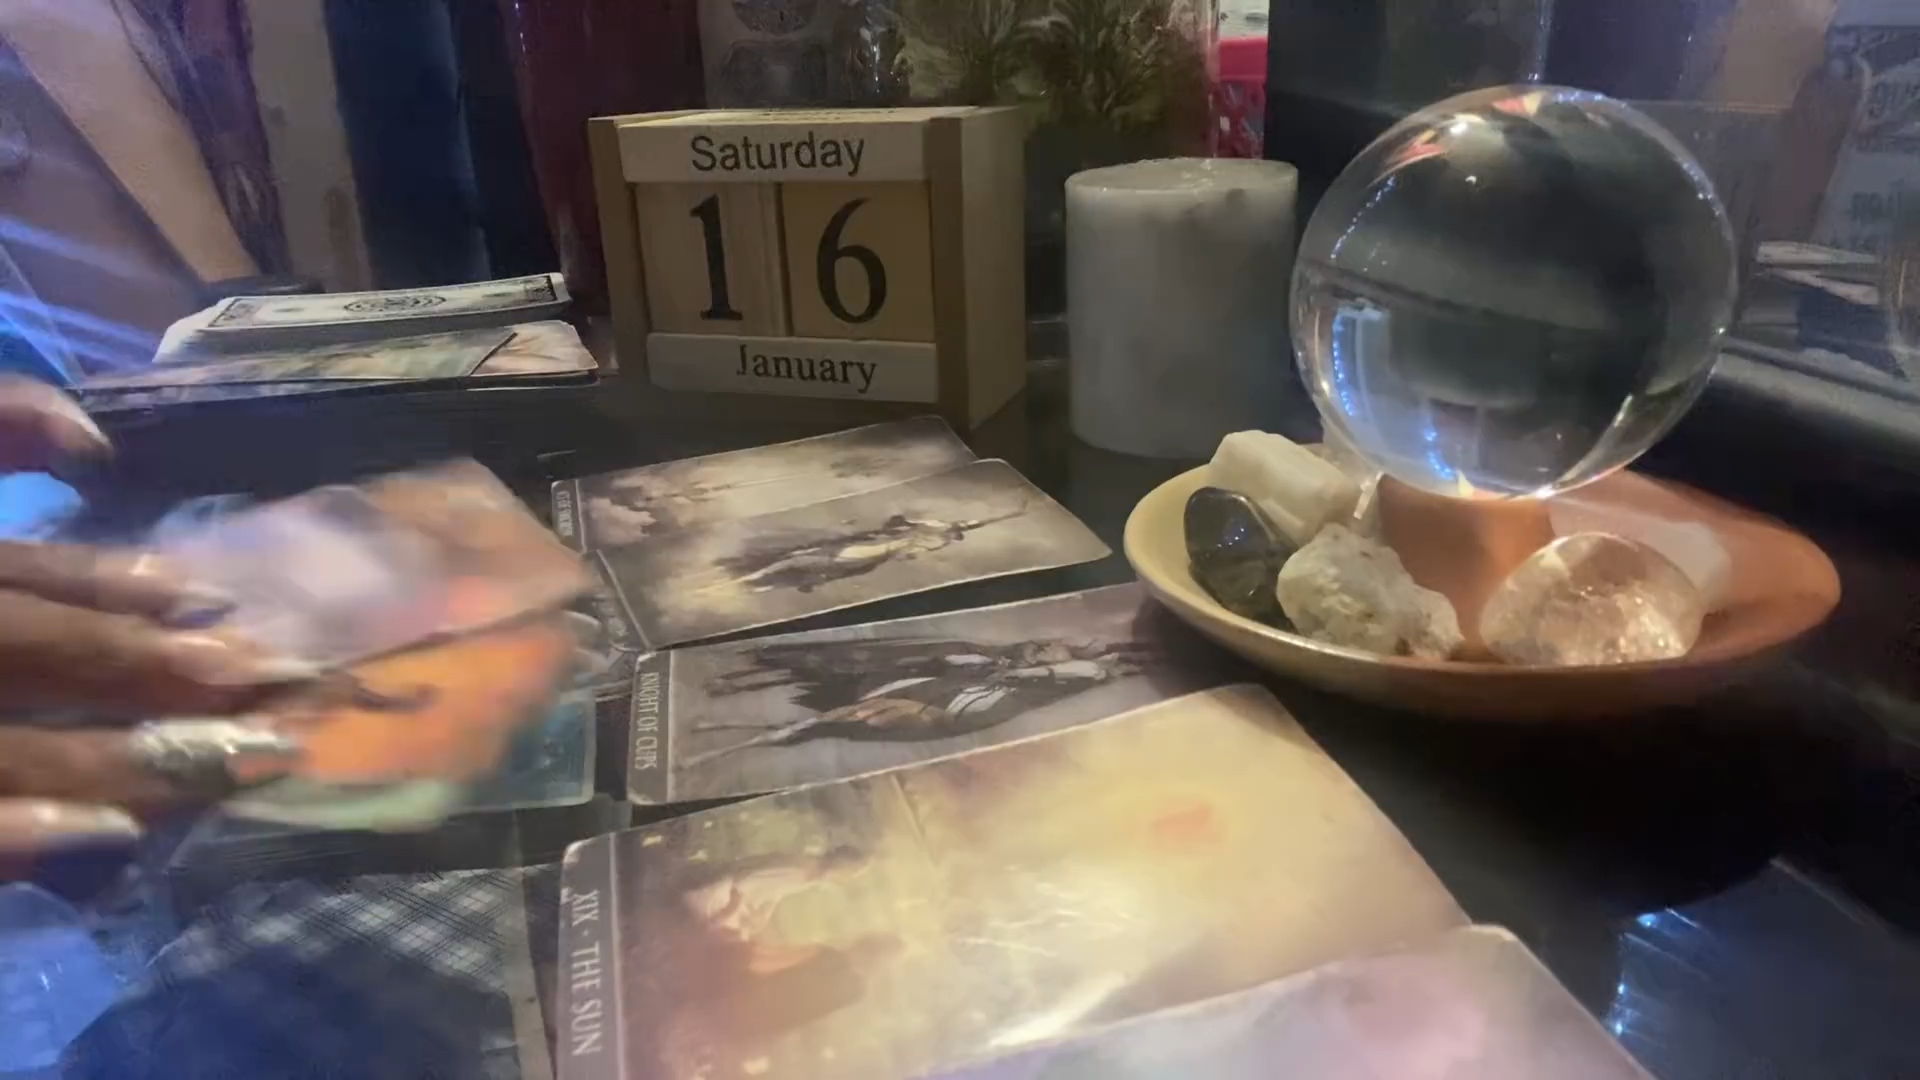 Saturday
16
January
KNIGHT OF CUPS
XIX · THE SUN